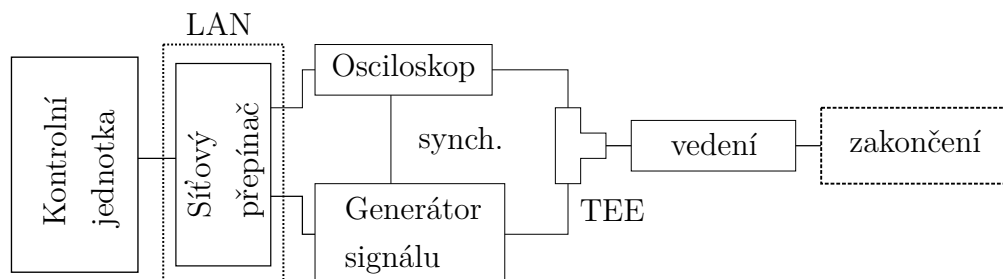 LAN
Kontrolní
jednotka
Síťový
přepínač
Osciloskop
synch.
Generátor
signálu
TEE
vedení
zakončení